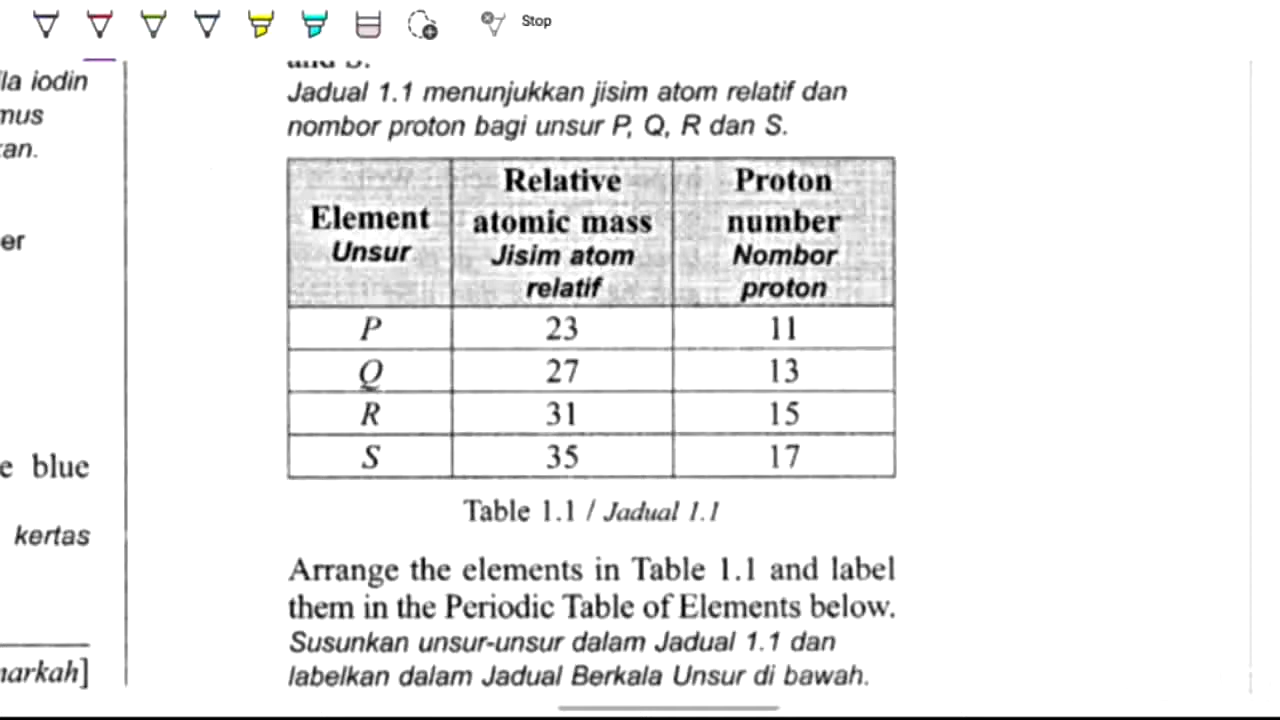 Stop
la iodin
mus
kan.
er
e blue
kertas
markah]
and S.
Jadual 1.1 menunjukkan jisim atom relatif dan
nombor proton bagi unsur P, Q, R dan S.
Element Unsur
Relative atomic mass Jisim atom relatif
Proton number Nombor proton
P 23 11
Q 27 13
R 31 15
S 35 17
Table 1.1 / Jadual 1.1
Arrange the elements in Table 1.1 and label
them in the Periodic Table of Elements below.
Susunkan unsur-unsur dalam Jadual 1.1 dan
labelkan dalam Jadual Berkala Unsur di bawah.